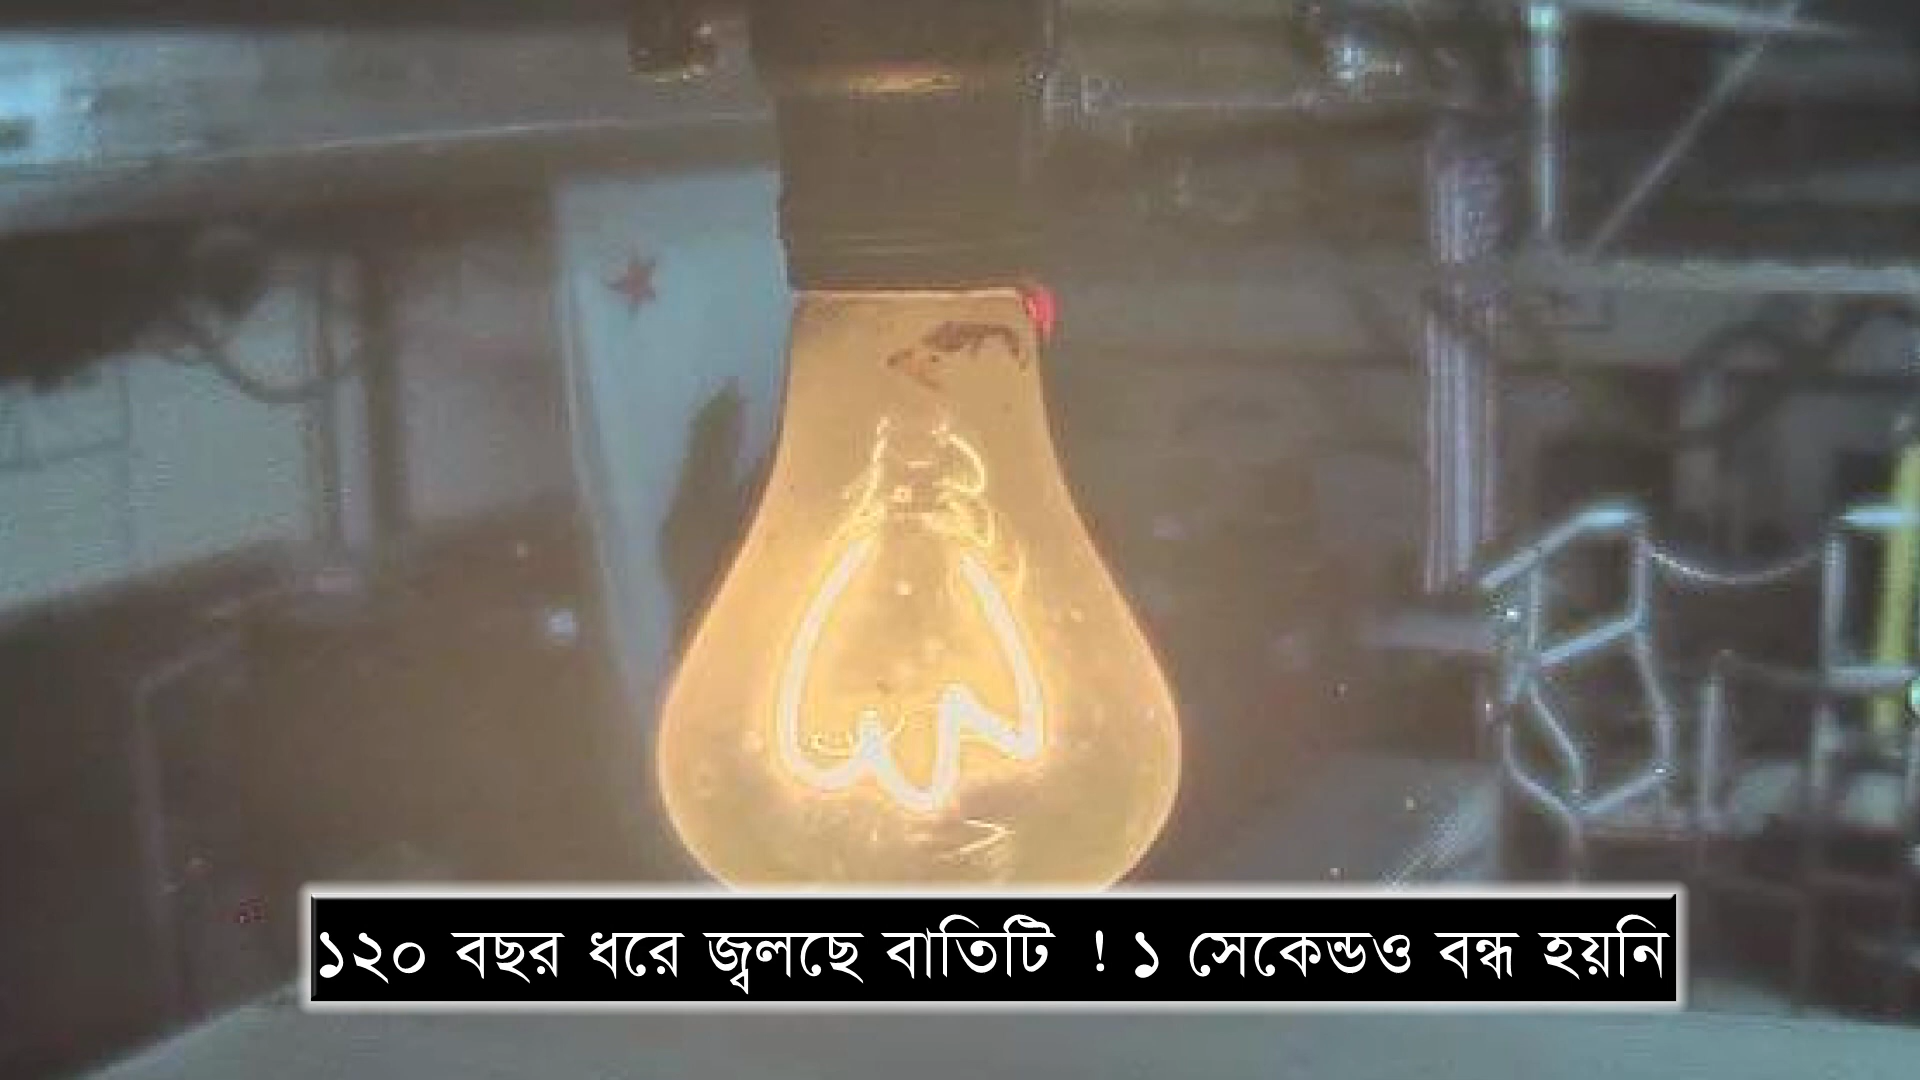 ১২০ বছর ধরে জ্বলছে বাতিটি ! ১ সেকেন্ডও বন্ধ হয়নি